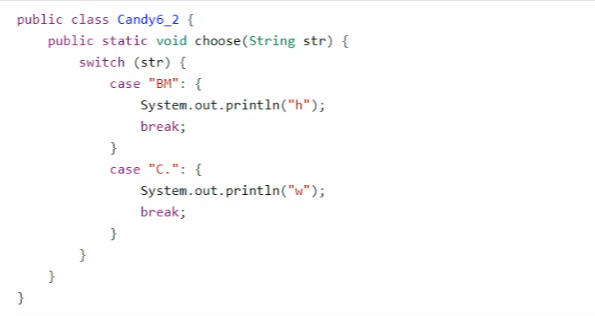 public class Candy6_2 {
    public static void choose(String str) {
        switch (str) {
            case "BM": {
                System.out.println("h");
                break;
            }
            case "C.": {
                System.out.println("w");
                break;
            }
        }
    }
}